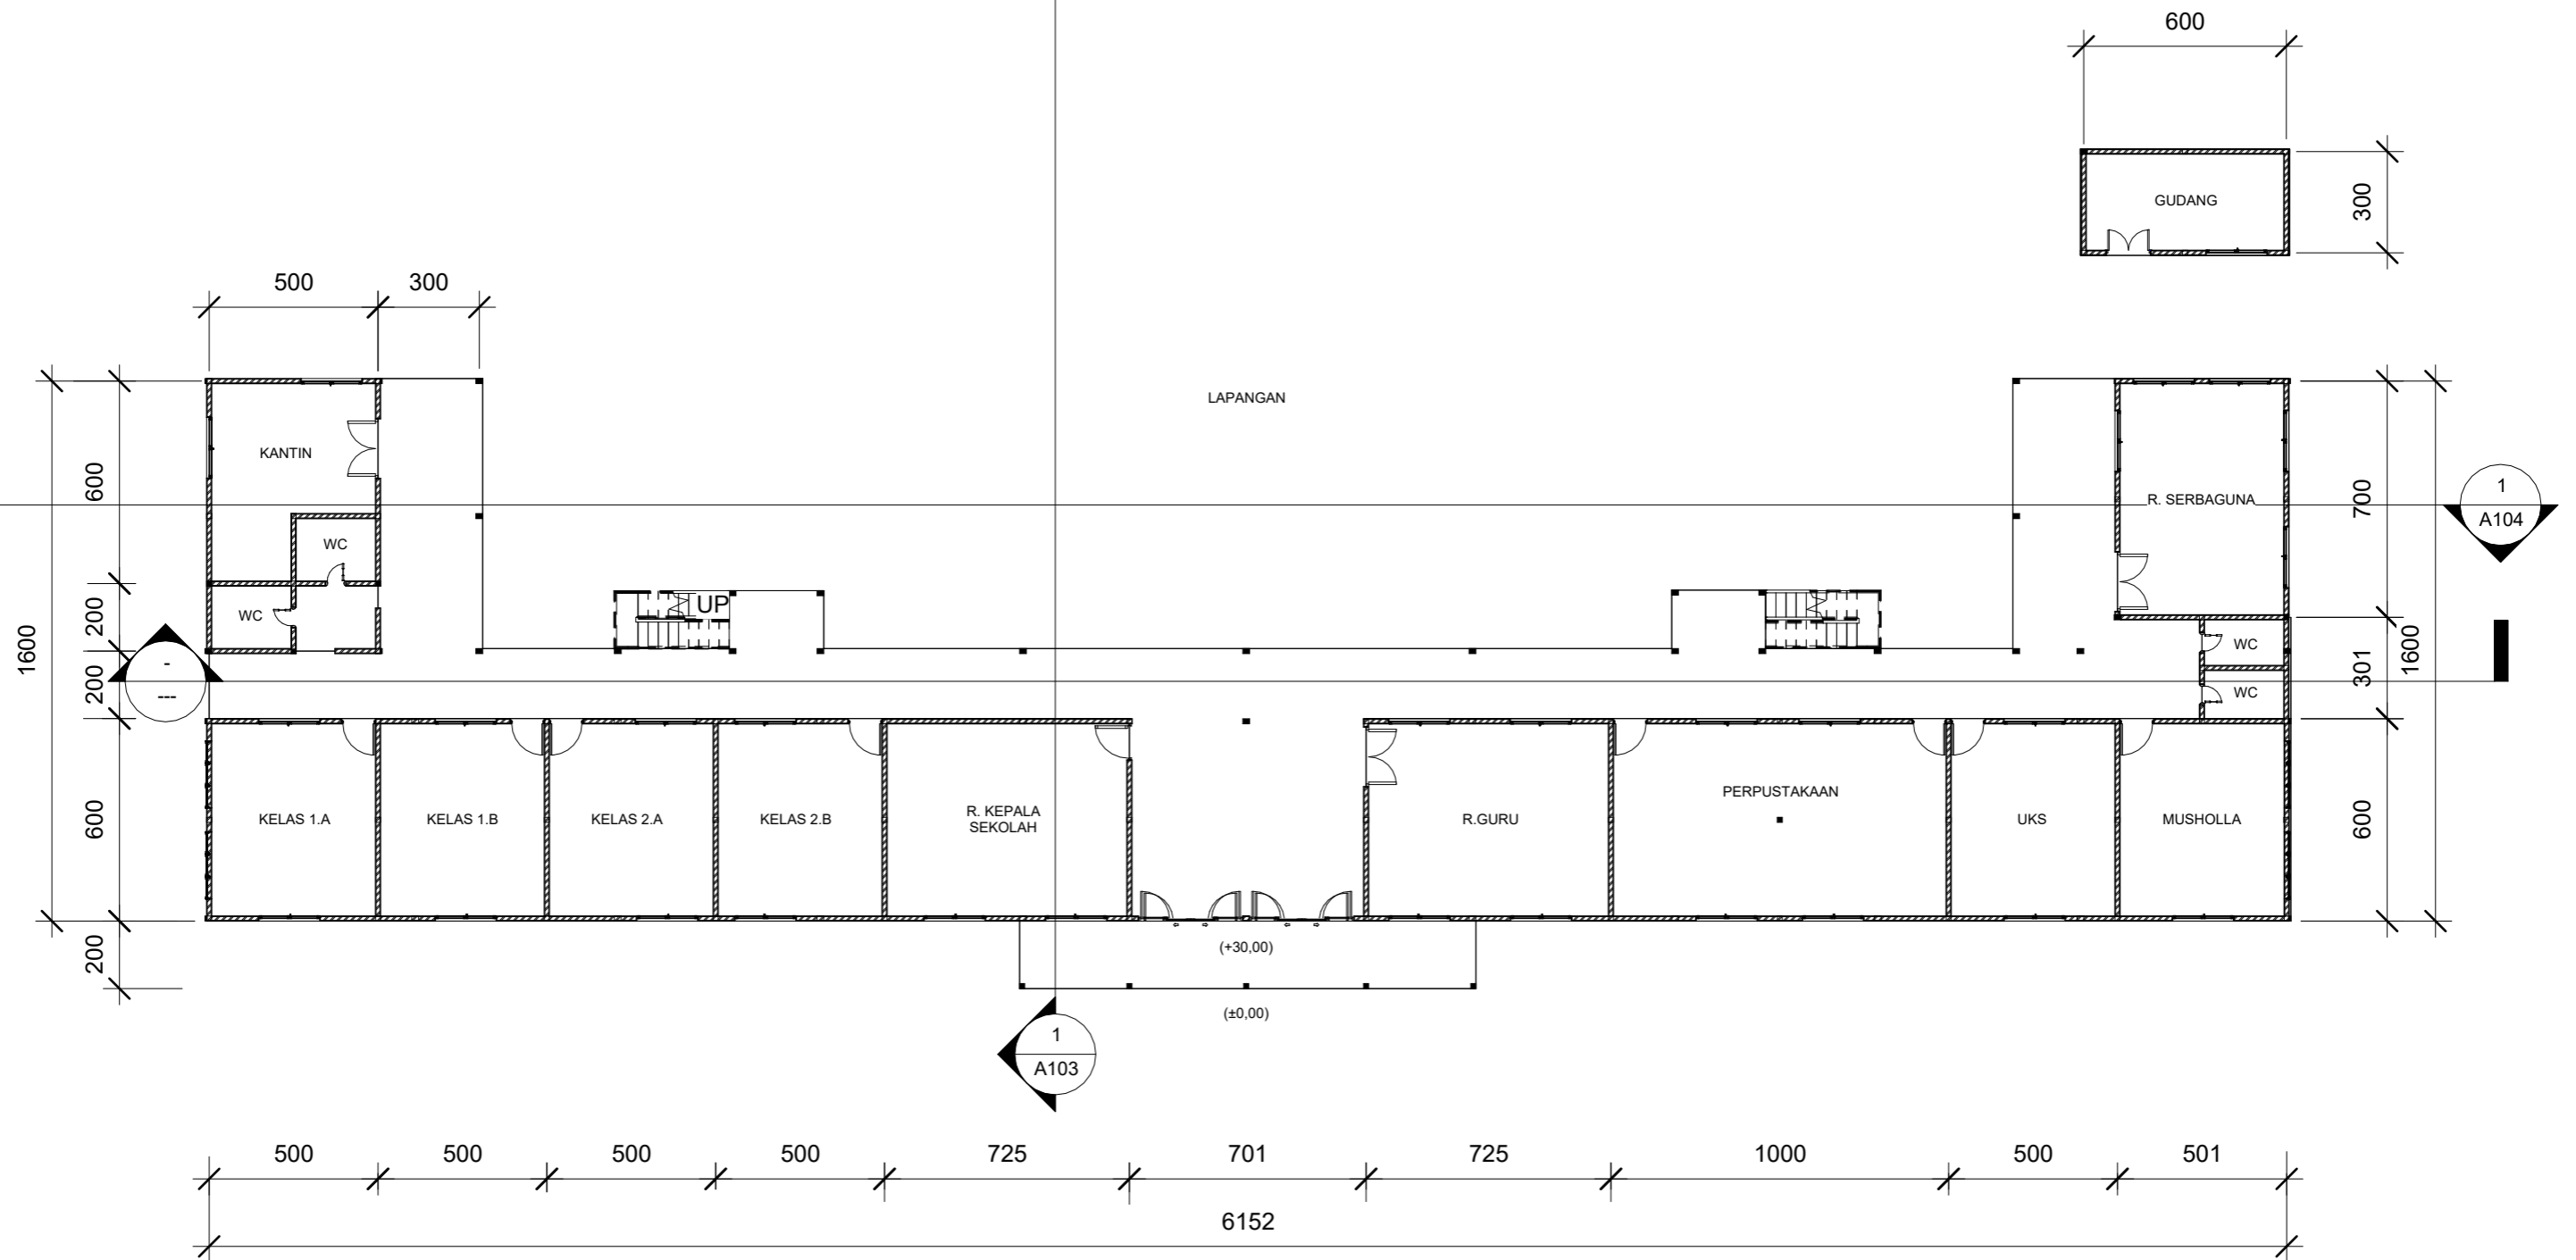 600
GUDANG
300
500
300
LAPANGAN
KANTIN
600
R. SERBAGUNA
700
1
A104
WC
UP
WC
200
1600
WC
301
1600
-
---
200
WC
KELAS 1.A
KELAS 1.B
KELAS 2.A
KELAS 2.B
R. KEPALA
SEKOLAH
R.GURU
PERPUSTAKAAN
UKS
MUSHOLLA
600
600
200
(+30,00)
(±0,00)
1
A103
500
500
500
500
725
701
725
1000
500
501
6152